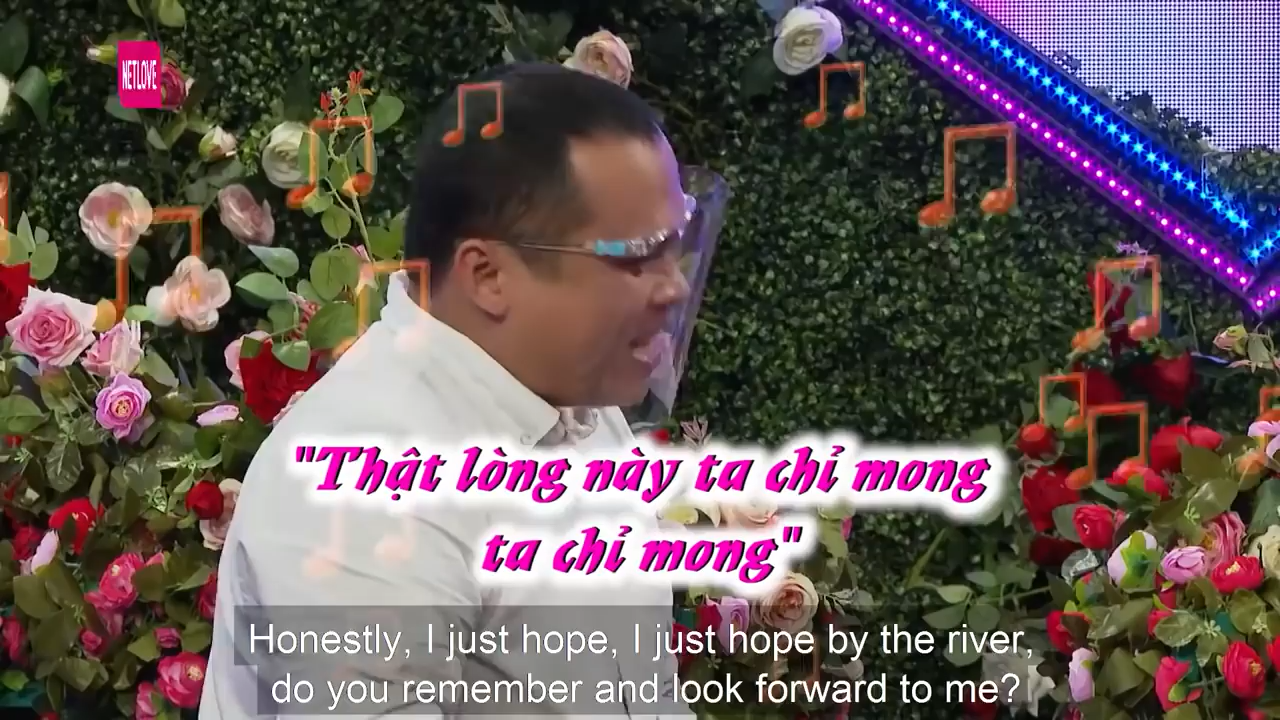 NETLOVE
"Thật lòng này ta chỉ mong
ta chỉ mong"
Honestly, I just hope, I just hope by the river,
do you remember and look forward to me?